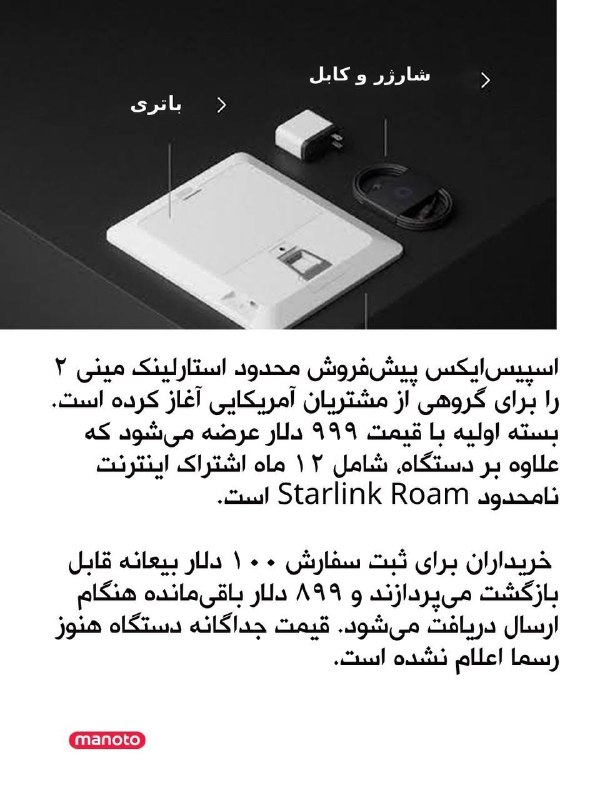 شارژر و کابل
باتری
اسپیس‌ایکس پیش‌فروش محدود استارلینک مینی ۲
را برای گروهی از مشتریان آمریکایی آغاز کرده است.
بسته اولیه با قیمت ۹۹۹ دلار عرضه می‌شود که
علاوه بر دستگاه، شامل ۱۲ ماه اشتراک اینترنت
نامحدود Starlink Roam است.
خریداران برای ثبت سفارش ۱۰۰ دلار بیعانه قابل
بازگشت می‌پردازند و ۸۹۹ دلار باقی‌مانده هنگام
ارسال دریافت می‌شود. قیمت جداگانه دستگاه هنوز
رسما اعلام نشده است.
manoto